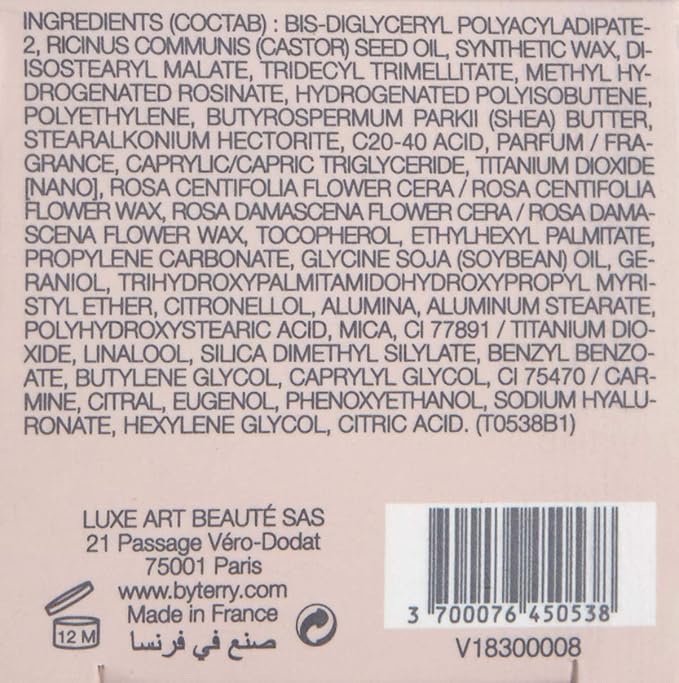 INGREDIENTS (COCTAB) : BIS-DIGLYCERYL POLYACYLADIPATE-
2, RICINUS COMMUNIS (CASTOR) SEED OIL, SYNTHETIC WAX, DI-
ISOSTEARYL MALATE, TRIDECYL TRIMELLITATE, METHYL HY-
DROGENATED ROSINATE, HYDROGENATED POLYISOBUTENE,
POLYETHYLENE, BUTYROSPERMUM PARKII (SHEA) BUTTER,
STEARALKONIUM HECTORITE, C20-40 ACID, PARFUM / FRA-
GRANCE, CAPRYLIC/CAPRIC TRIGLYCERIDE, TITANIUM DIOXIDE
[NANO], ROSA CENTIFOLIA FLOWER CERA / ROSA CENTIFOLIA
FLOWER WAX, ROSA DAMASCENA FLOWER CERA / ROSA DAMA-
SCENA FLOWER WAX, TOCOPHEROL, ETHYLHEXYL PALMITATE,
PROPYLENE CARBONATE, GLYCINE SOJA (SOYBEAN) OIL, GE-
RANIOL, TRIHYDROXYPALMITAMIDOHYDROXYPROPYL MYRI-
STYL ETHER, CITRONELLOL, ALUMINA, ALUMINUM STEARATE,
POLYHYDROXYSTEARIC ACID, MICA, CI 77891 / TITANIUM DIO-
XIDE, LINALOOL, SILICA DIMETHYL SILYLATE, BENZYL BENZO-
ATE, BUTYLENE GLYCOL, CAPRYLYL GLYCOL, CI 75470 / CAR-
MINE, CITRAL, EUGENOL, PHENOXYETHANOL, SODIUM HYALU-
RONATE, HEXYLENE GLYCOL, CITRIC ACID. (T0538B1)
LUXE ART BEAUTÉ SAS
21 Passage Véro-Dodat
75001 Paris
www.byterry.com
Made in France
صنع في فرنسا
12 M
3 700076 450538
V18300008